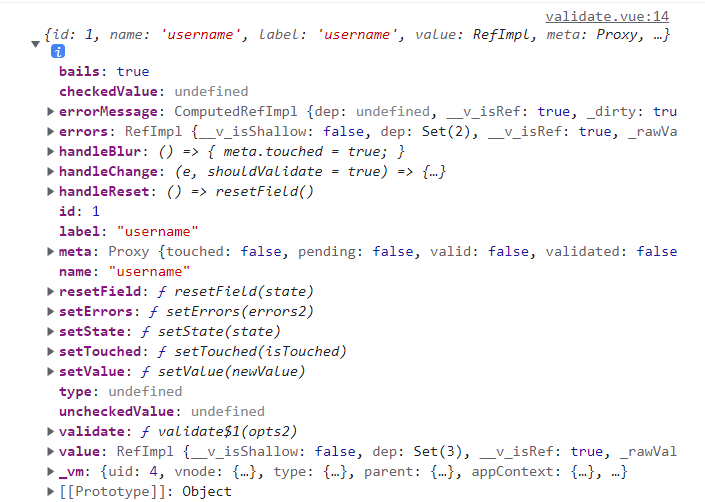 validate.vue:14
{id: 1, name: 'username', label: 'username', value: RefImpl, meta: Proxy, …}
i
bails: true
checkedValue: undefined
errorMessage: ComputedRefImpl {dep: undefined, __v_isRef: true, _dirty: tru
errors: RefImpl {__v_isShallow: false, dep: Set(2), __v_isRef: true, _rawVa
handleBlur: () => { meta.touched = true; }
handleChange: (e, shouldValidate = true) => {…}
handleReset: () => resetField()
id: 1
label: "username"
meta: Proxy {touched: false, pending: false, valid: false, validated: false
name: "username"
resetField: ƒ resetField(state)
setErrors: ƒ setErrors(errors2)
setState: ƒ setState(state)
setTouched: ƒ setTouched(isTouched)
setValue: ƒ setValue(newValue)
type: undefined
uncheckedValue: undefined
validate: ƒ validate$1(opts2)
value: RefImpl {__v_isShallow: false, dep: Set(3), __v_isRef: true, _rawVal
_vm: {uid: 4, vnode: {…}, type: {…}, parent: {…}, appContext: {…}, …}
[[Prototype]]: Object